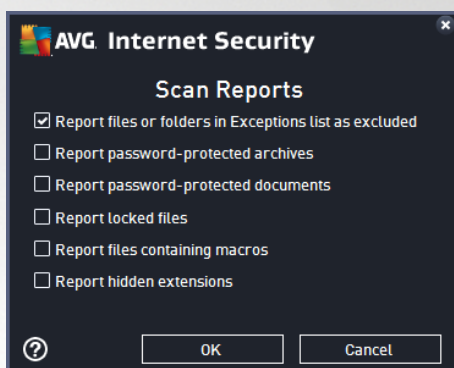 AVG. Internet Security
Scan Reports
Report files or folders in Exceptions list as excluded
Report password-protected archives
Report password-protected documents
Report locked files
Report files containing macros
Report hidden extensions
?
OK
Cancel